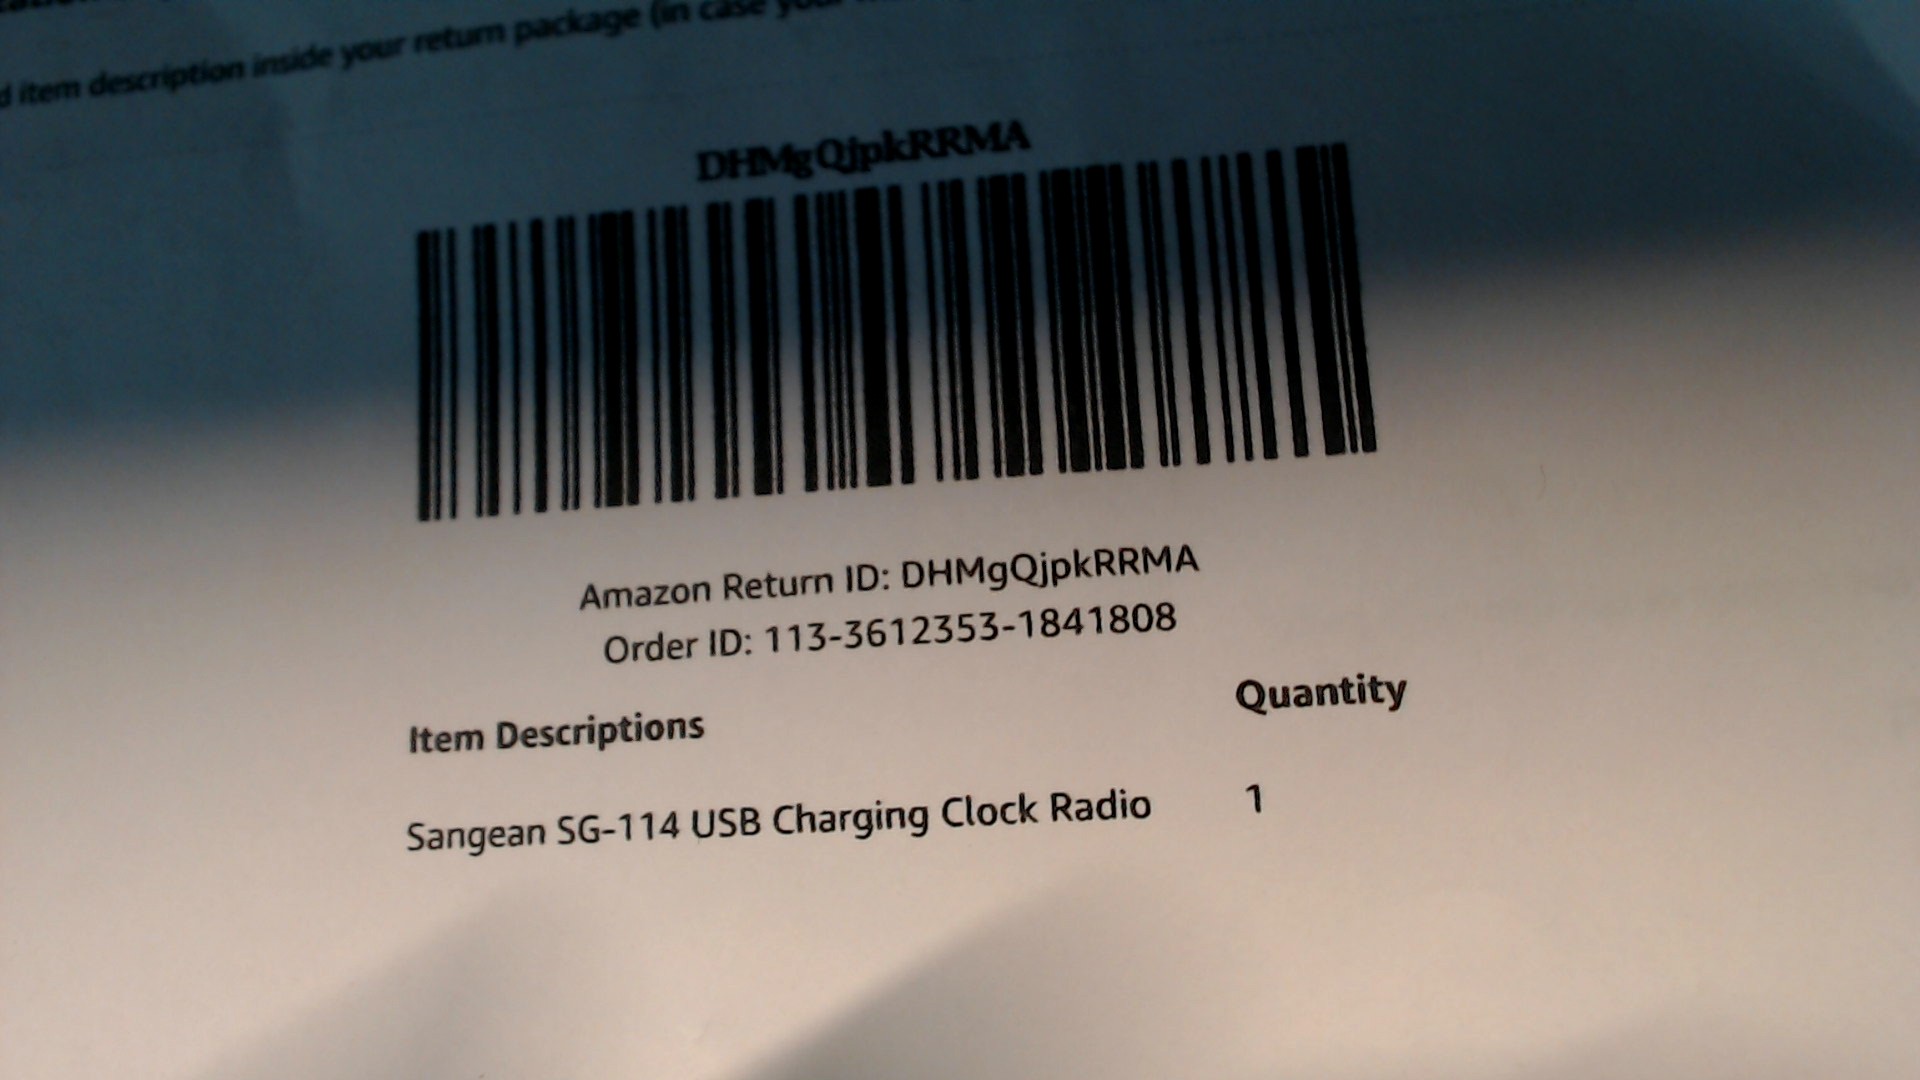 d item description inside your return package (in case your
DHMgQjpkRRMA
Amazon Return ID: DHMgQjpkRRMA
Order ID: 113-3612353-1841808
Item Descriptions
Quantity
Sangean SG-114 USB Charging Clock Radio
1